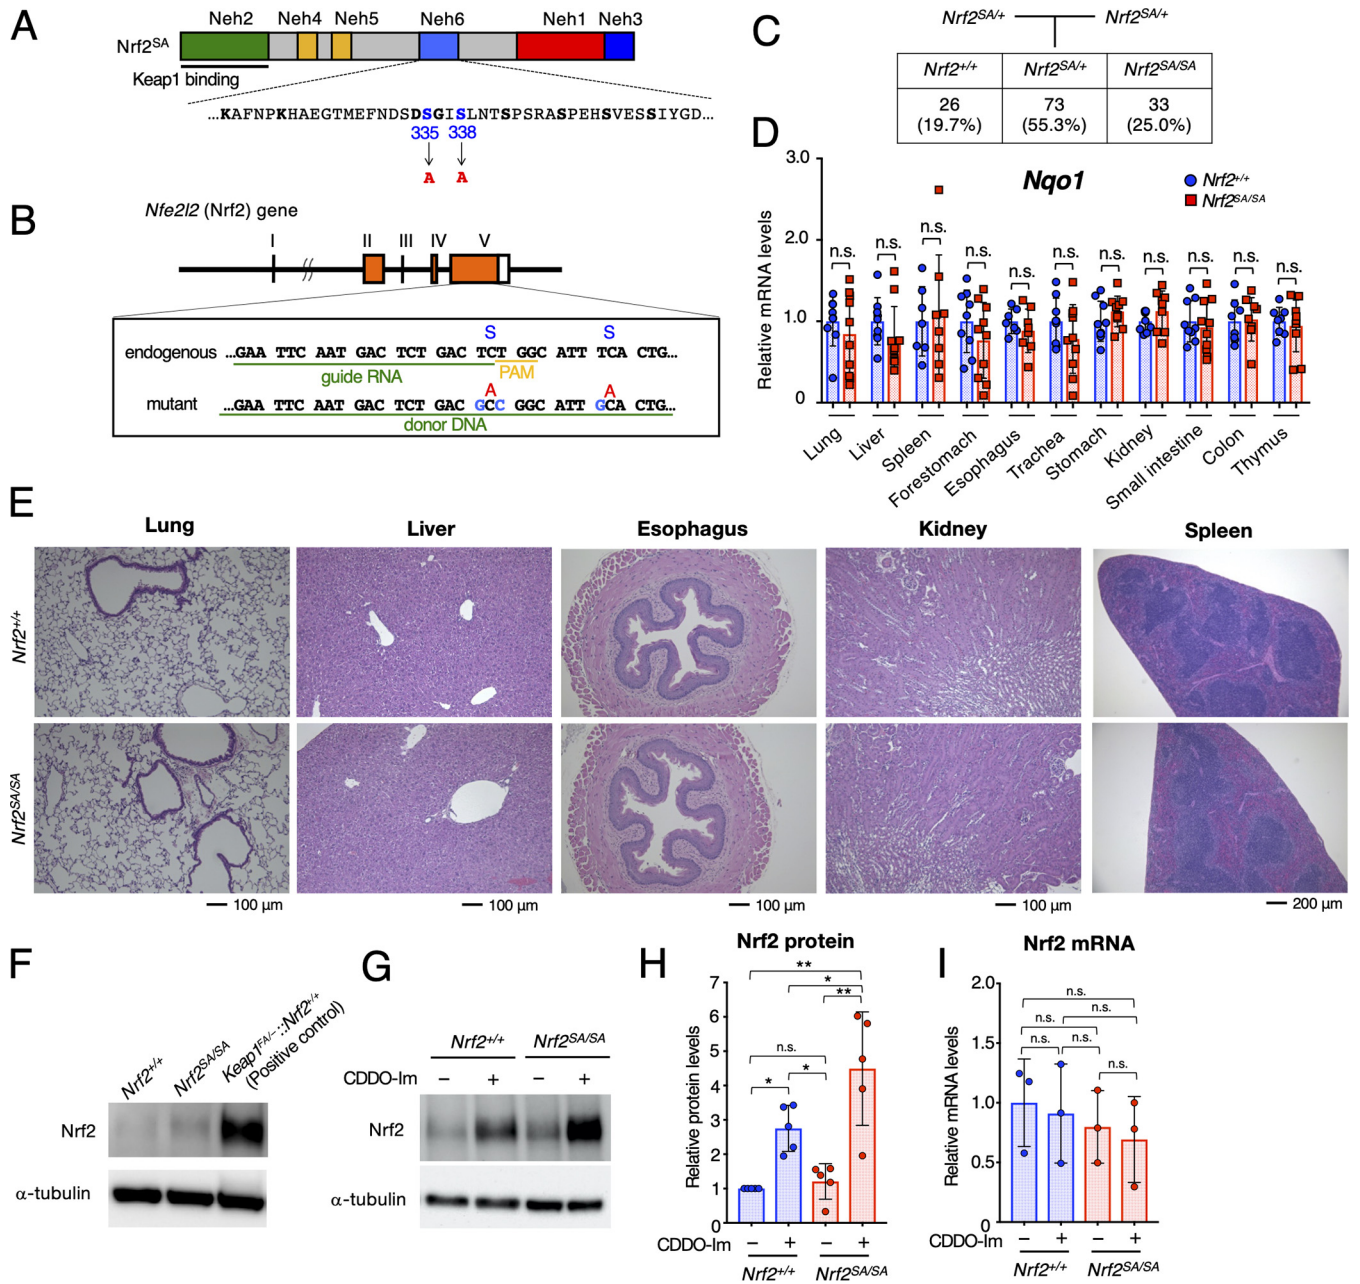 A
Neh2 Neh4 Neh5 Neh6 Neh1 Neh3
Nrf2SA
Keap1 binding
...KAFNPKHAEGTMEFNDSDSGISLNTSPSRASPEHSVESSIYGD...
335 338
A A
B
Nfe2l2 (Nrf2) gene
I II III IV V
S S
endogenous ...GAA TTC AAT GAC TCT GAC TCT GGC ATT TCA CTG...
guide RNA PAM
A A
mutant ...GAA TTC AAT GAC TCT GAC GCC GGC ATT GCA CTG...
donor DNA
C
Nrf2SA/+ Nrf2SA/+
Nrf2+/+ Nrf2SA/+ Nrf2SA/SA
26 73 33
(19.7%) (55.3%) (25.0%)
D
Nqo1
Nrf2+/+
Nrf2SA/SA
Relative mRNA levels
3.0
2.0
1.0
0
n.s. n.s. n.s. n.s. n.s. n.s. n.s. n.s. n.s. n.s. n.s.
Lung Liver Spleen Forestomach Esophagus Trachea Stomach Kidney Small intestine Colon Thymus
E
Lung Liver Esophagus Kidney Spleen
Nrf2+/+
Nrf2SA/SA
100 µm 100 µm 100 µm 100 µm 200 µm
F
Nrf2+/+ Nrf2SA/SA Keap1FA/–::Nrf2+/+
(Positive control)
Nrf2
α-tubulin
G
Nrf2+/+ Nrf2SA/SA
CDDO-Im – + – +
Nrf2
α-tubulin
H
Nrf2 protein
Relative protein levels
7
6
5
4
3
2
1
0
**
*
**
n.s.
* *
CDDO-Im – + – +
Nrf2+/+ Nrf2SA/SA
I
Nrf2 mRNA
Relative mRNA levels
2.0
1.5
1.0
0.5
0
n.s.
n.s.
n.s.
n.s. n.s.
n.s.
CDDO-Im – + – +
Nrf2+/+ Nrf2SA/SA